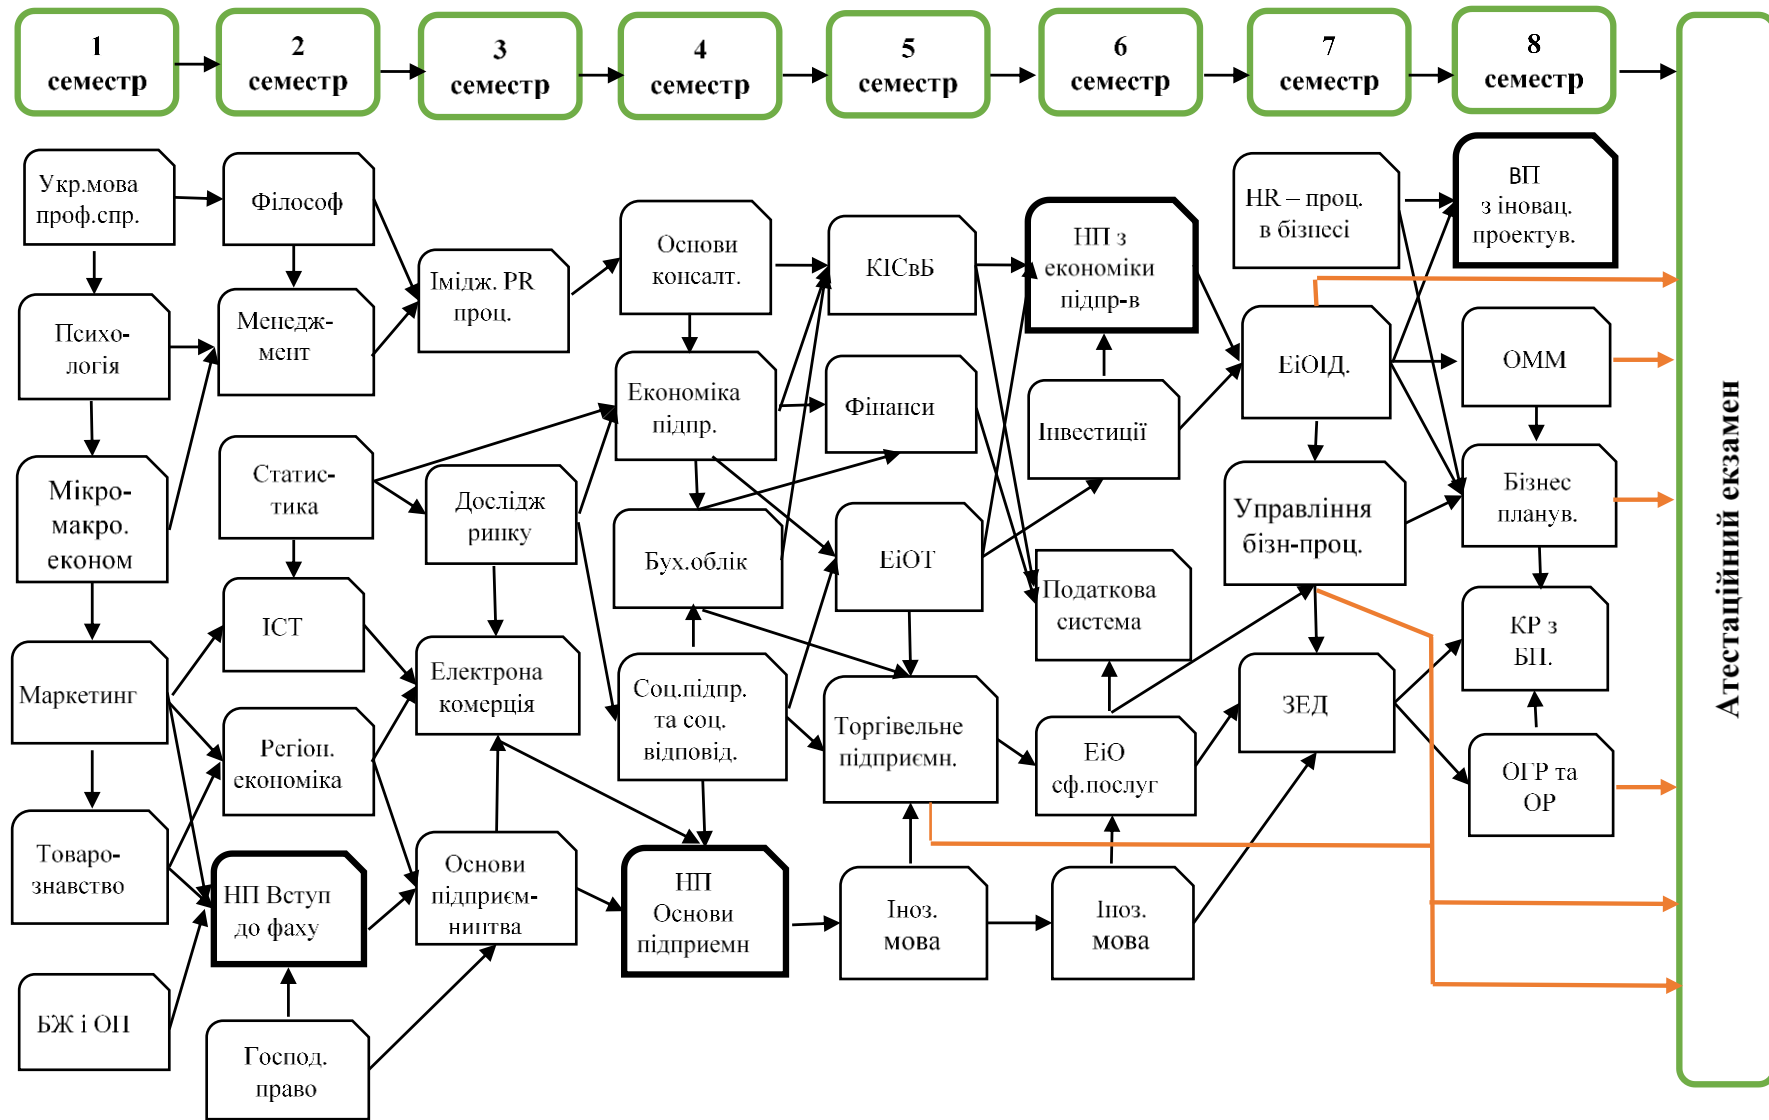 1
семестр
2
семестр
3
семестр
4
семестр
5
семестр
6
семестр
7
семестр
8
семестр
Укр.мова
проф.спр.
Психо-
логія
Мікро-
макро.
економ
Маркетинг
Товаро-
знавство
БЖ і ОП
Філософ
Менедж-
мент
Статис-
тика
ІСТ
Регіон.
економіка
НП Вступ
до фаху
Господ.
право
Імідж. PR
проц.
Дослідж
ринку
Електрона
комерція
Основи
підприєм-
ництва
Основи
консалт.
Економіка
підпр.
Бух.облік
Соц.підпр.
та соц.
відповід.
НП
Основи
підприємн
КІСвБ
Фінанси
ЕіОТ
Торгівельне
підприємн.
Іноз.
мова
НП з
економіки
підпр-в
Інвестиції
Податкова
система
ЕіО
сф.послуг
Іноз.
мова
HR – проц.
в бізнесі
ЕіОІД.
Управління
бізн-проц.
ЗЕД
ВП
з іновац.
проектув.
ОММ
Бізнес
планув.
КР з
БП.
ОГР та
ОР
Атестаційний екзамен